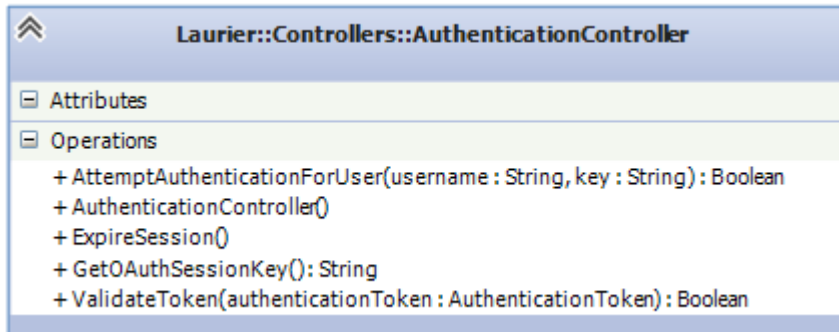 Laurier::Controllers::AuthenticationController
Attributes
Operations
+ AttemptAuthenticationForUser(username : String, key : String) : Boolean
+ AuthenticationController()
+ ExpireSession()
+ GetOAuthSessionKey() : String
+ ValidateToken(authenticationToken : AuthenticationToken) : Boolean